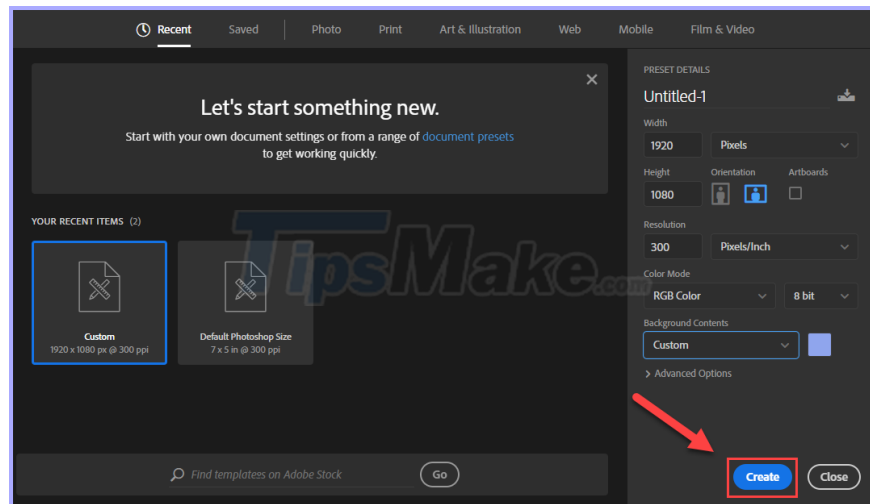 Recent
Saved
Photo
Print
Art & Illustration
Web
Mobile
Film & Video
Let's start something new.
Start with your own document settings or from a range of document presets
to get working quickly.
YOUR RECENT ITEMS (2)
Custom
1920 x 1080 px @ 300 ppi
Default Photoshop Size
7 x 5 in @ 300 ppi
Find templatees on Adobe Stock
Go
PRESET DETAILS
Untitled-1
Width
1920 Pixels
Height Orientation Artboards
1080
Resolution
300 Pixels/Inch
Color Mode
RGB Color 8 bit
Background Contents
Custom
Advanced Options
Create Close
TipsMake.com